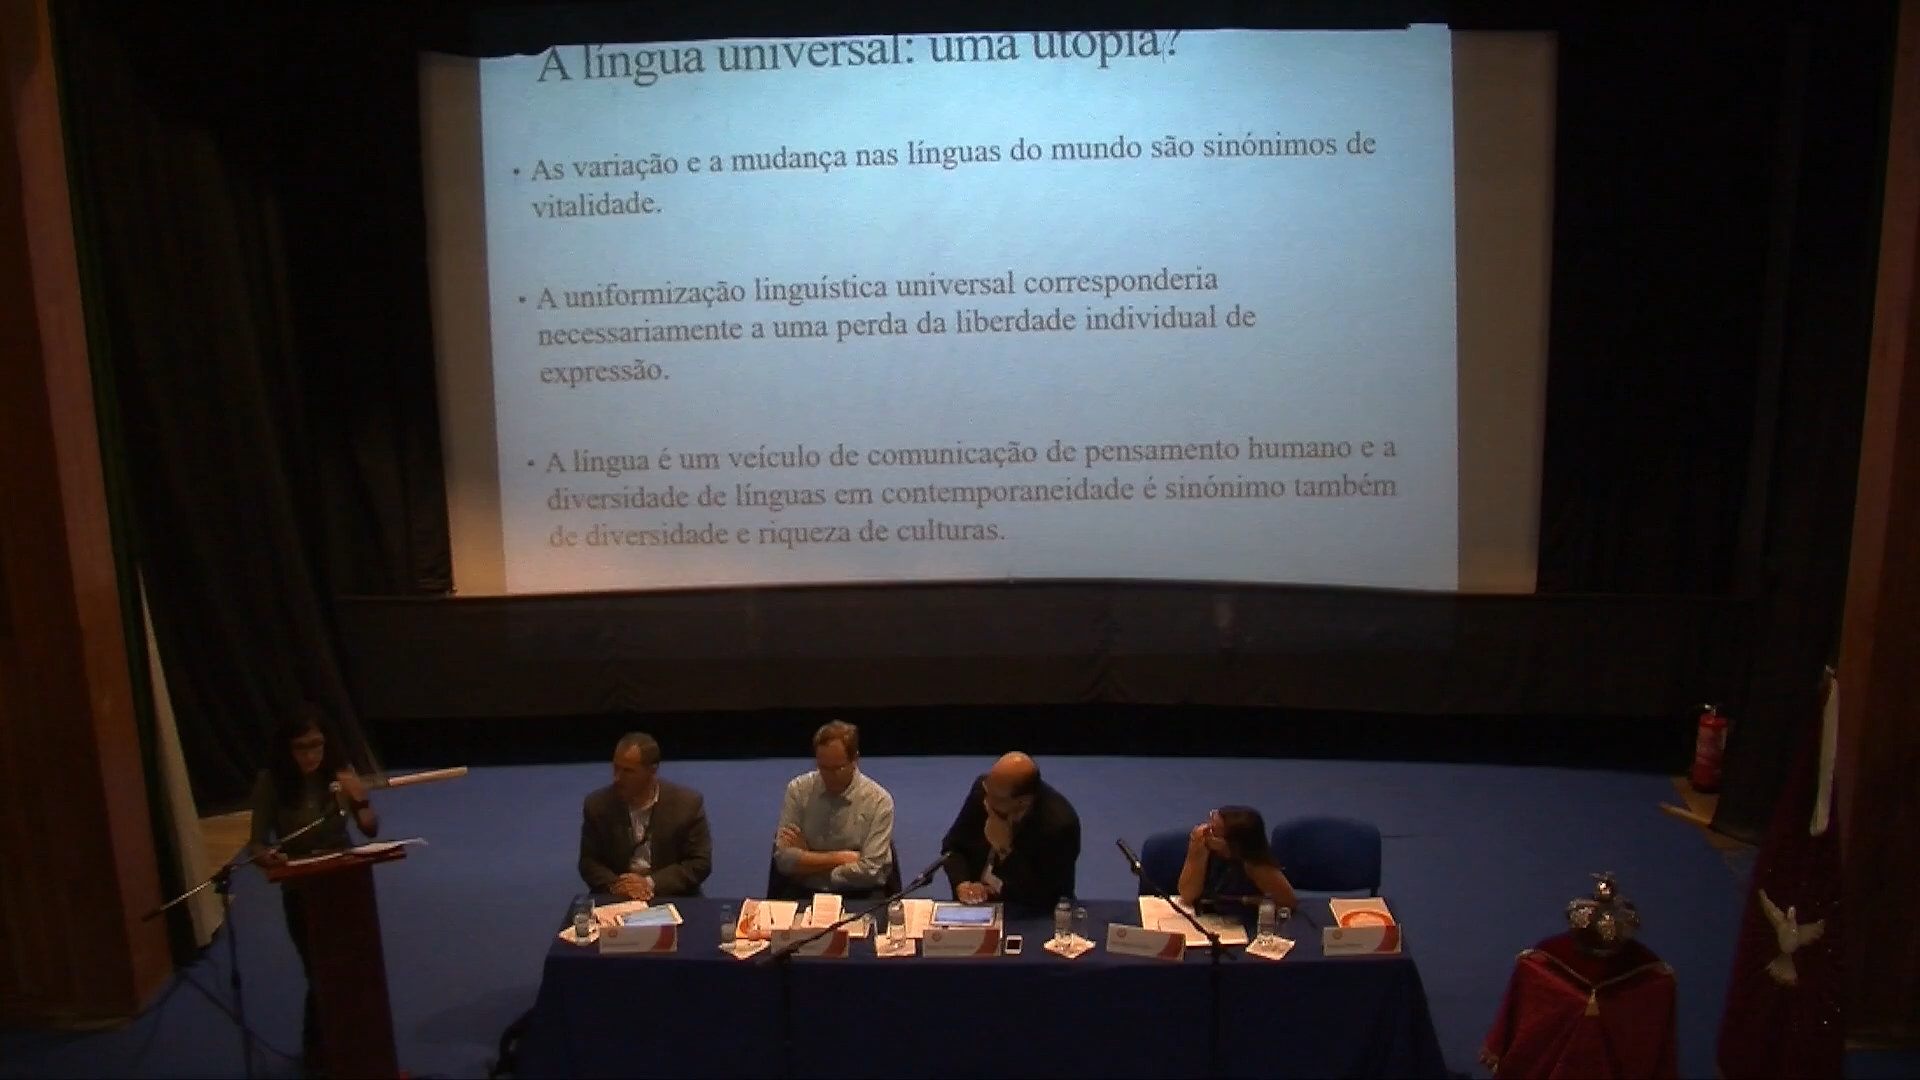 A língua universal: uma utopia?
• As variação e a mudança nas línguas do mundo são sinónimos de
vitalidade.
• A uniformização linguística universal corresponderia
necessariamente a uma perda da liberdade individual de
expressão.
• A língua é um veículo de comunicação de pensamento humano e a
diversidade de línguas em contemporaneidade é sinónimo também
de diversidade e riqueza de culturas.